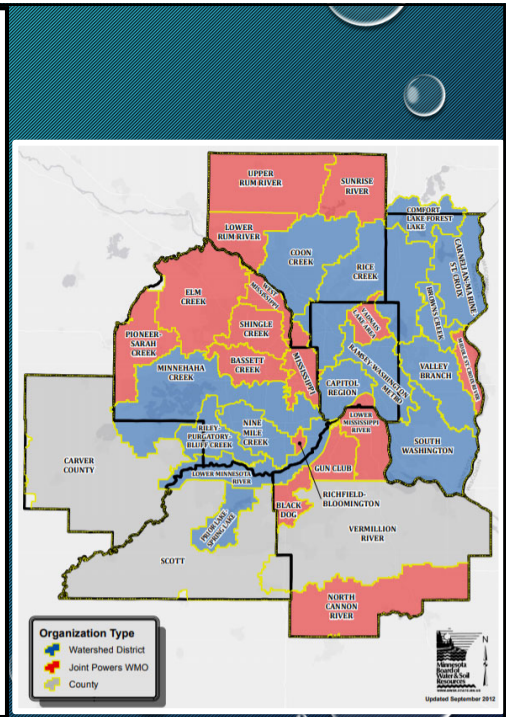 UPPER
RUM RIVER
SUNRISE
RIVER
COMFORT
LAKE FOREST
LAKE
LOWER
RUM RIVER
COON
CREEK
RICE
CREEK
CARNELIAN-MARINE
ST. CROIX
ELM
CREEK
WEST
MISSISSIPPI
BROWN'S CREEK
VADNAIS
LAKE AREA
SHINGLE
CREEK
PIONEER-
SARAH
CREEK
MINNEHAHA
CREEK
BASSETT
CREEK
MISSISSIPPI
RAMSEY-WASHINGTON
METRO
VALLEY
BRANCH
CAPITOL
REGION
RILEY
PURGATORY
BLUFF CREEK
NINE
MILE
CREEK
LOWER
MISSISSIPPI
RIVER
SOUTH
WASHINGTON
CARVER
COUNTY
LOWER MINNESOTA
RIVER
GUN CLUB
RICHFIELD-
BLOOMINGTON
BLACK
DOG
PRIOR LAKE
SPRING LAKE
VERMILLION
RIVER
SCOTT
NORTH
CANNON
RIVER
Organization Type
Watershed District
Joint Powers WMO
County
N
Minnesota
Board of
Water & Soil
Resources
Updated September 2012